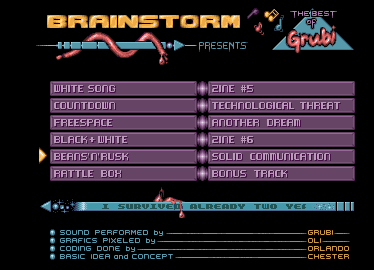 BRAINSTORM
PRESENTS
THE BEST
OF
Grubi
WHITE SONG
ZINE #5
COUNTDOWN
TECHNOLOGICAL THREAT
FREESPACE
ANOTHER DREAM
BLACK+WHITE
ZINE #6
BEANS'N'RUSK
SOLID COMMUNICATION
RATTLE BOX
BONUS TRACK
I SURVIVED ALREADY TWO YE
SOUND PERFORMED by GRUBI
GRAFICS PIXELED by OLI
CODING DONE by ORLANDO
BASIC IDEA and CONCEPT CHESTER